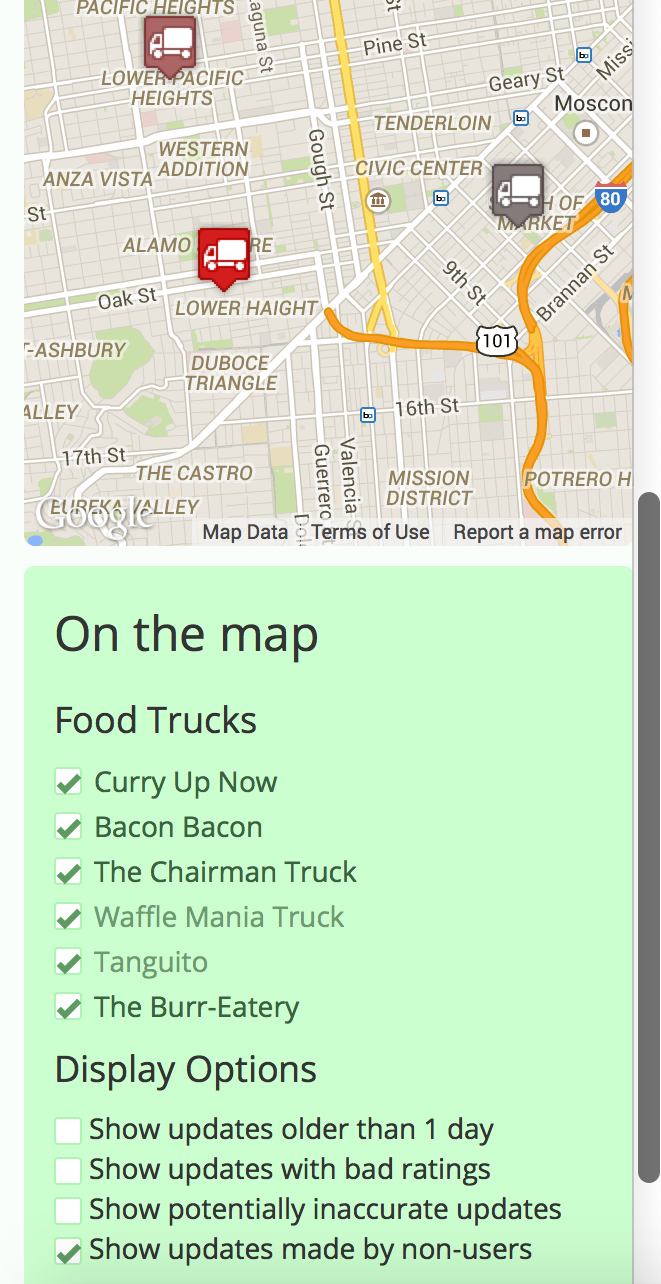 PACIFIC HEIGHTS
aguna St
St
Pine St
LOWER PACIFIC
HEIGHTS
Geary St
Missi
Moscon
TENDERLOIN
Gough St
WESTERN
ADDITION
ANZA VISTA
CIVIC CENTER
80
St
H OF
MARKET
ALAMO
RE
9th St
Brannan St
Oak St
LOWER HAIGHT
101
-ASHBURY
DUBOCE
TRIANGLE
ALLEY
16th St
17th St
THE CASTRO
Guerrero
Valencia S
MISSION
DISTRICT
POTRERO H
EUREKA VALLEY
Google
Map Data
Terms of Use
Report a map error
On the map
Food Trucks
Curry Up Now
Bacon Bacon
The Chairman Truck
Waffle Mania Truck
Tanguito
The Burr-Eatery
Display Options
Show updates older than 1 day
Show updates with bad ratings
Show potentially inaccurate updates
Show updates made by non-users